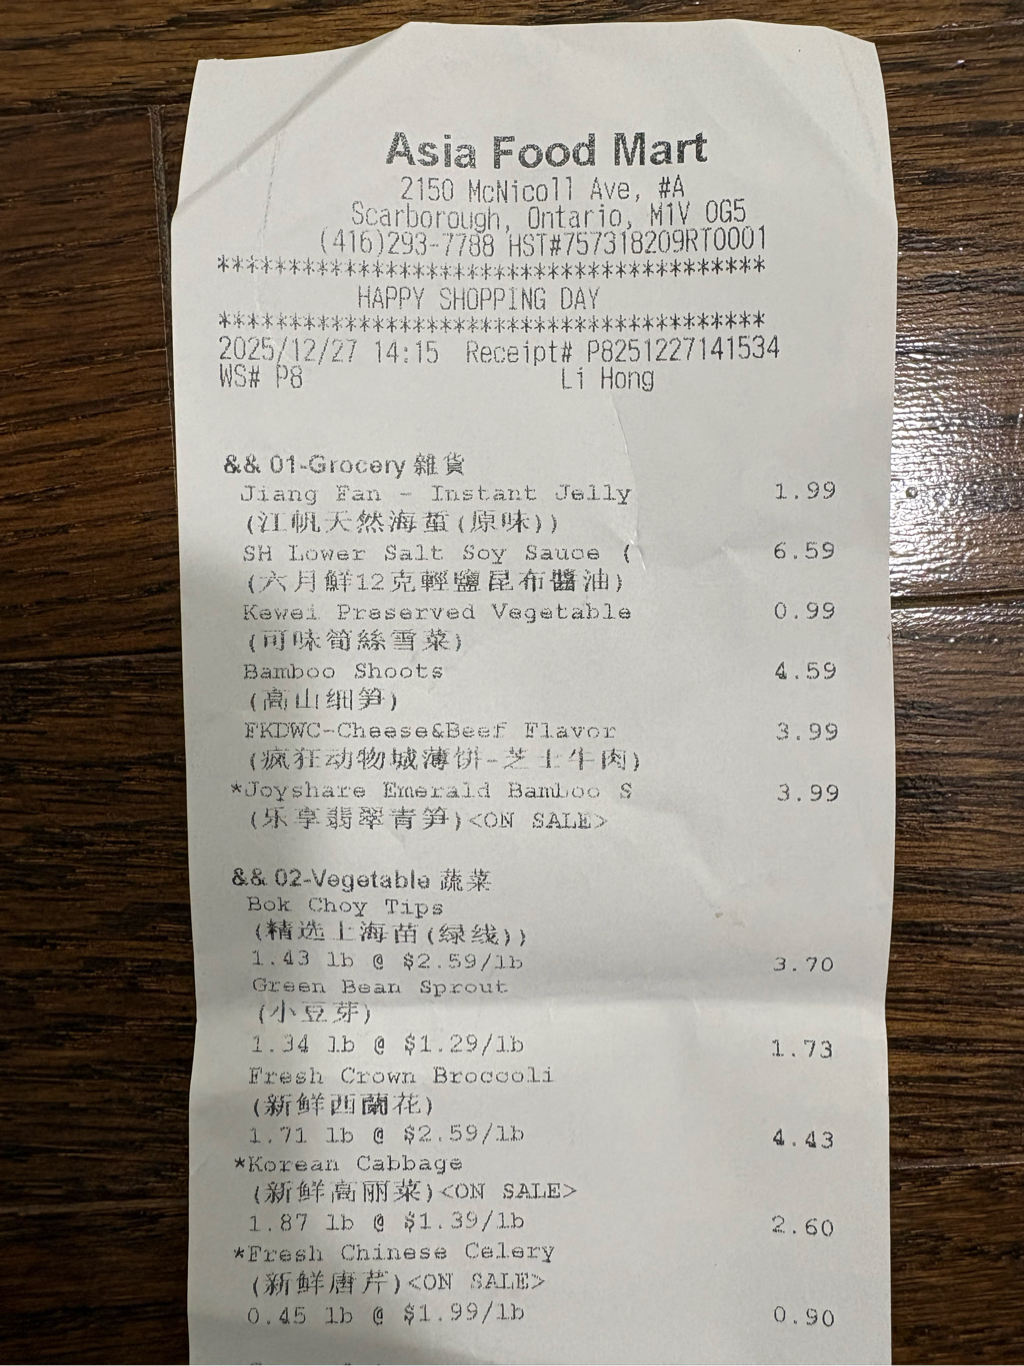 Asia Food Mart
2150 McNicoll Ave, #A
Scarborough, Ontario, M1V 0G5
(416)293-7788 HST#757318209RT0001
***************************************
HAPPY SHOPPING DAY
***************************************
2025/12/27 14:15 Receipt# P8251227141534
WS# P8 Li Hong
&& 01-Grocery 雜貨
Jiang Fan - Instant Jelly 1.99
(江帆天然海蜇(原味))
SH Lower Salt Soy Sauce ( 6.59
(六月鮮12克輕鹽昆布醬油)
Kewei Preserved Vegetable 0.99
(可味筍絲雪菜)
Bamboo Shoots 4.59
(高山细笋)
FKDWC-Cheese&Beef Flavor 3.99
(疯狂动物城薄饼-芝士牛肉)
*Joyshare Emerald Bamboo S 3.99
(乐享翡翠青笋)<ON SALE>
&& 02-Vegetable 蔬菜
Bok Choy Tips
(精选上海苗(绿线))
1.43 lb @ $2.59/lb 3.70
Green Bean Sprout
(小豆芽)
1.34 lb @ $1.29/lb 1.73
Fresh Crown Broccoli
(新鮮西蘭花)
1.71 lb @ $2.59/lb 4.43
*Korean Cabbage
(新鲜高丽菜)<ON SALE>
1.87 lb @ $1.39/lb 2.60
*Fresh Chinese Celery
(新鲜唐芹)<ON SALE>
0.45 lb @ $1.99/lb 0.90